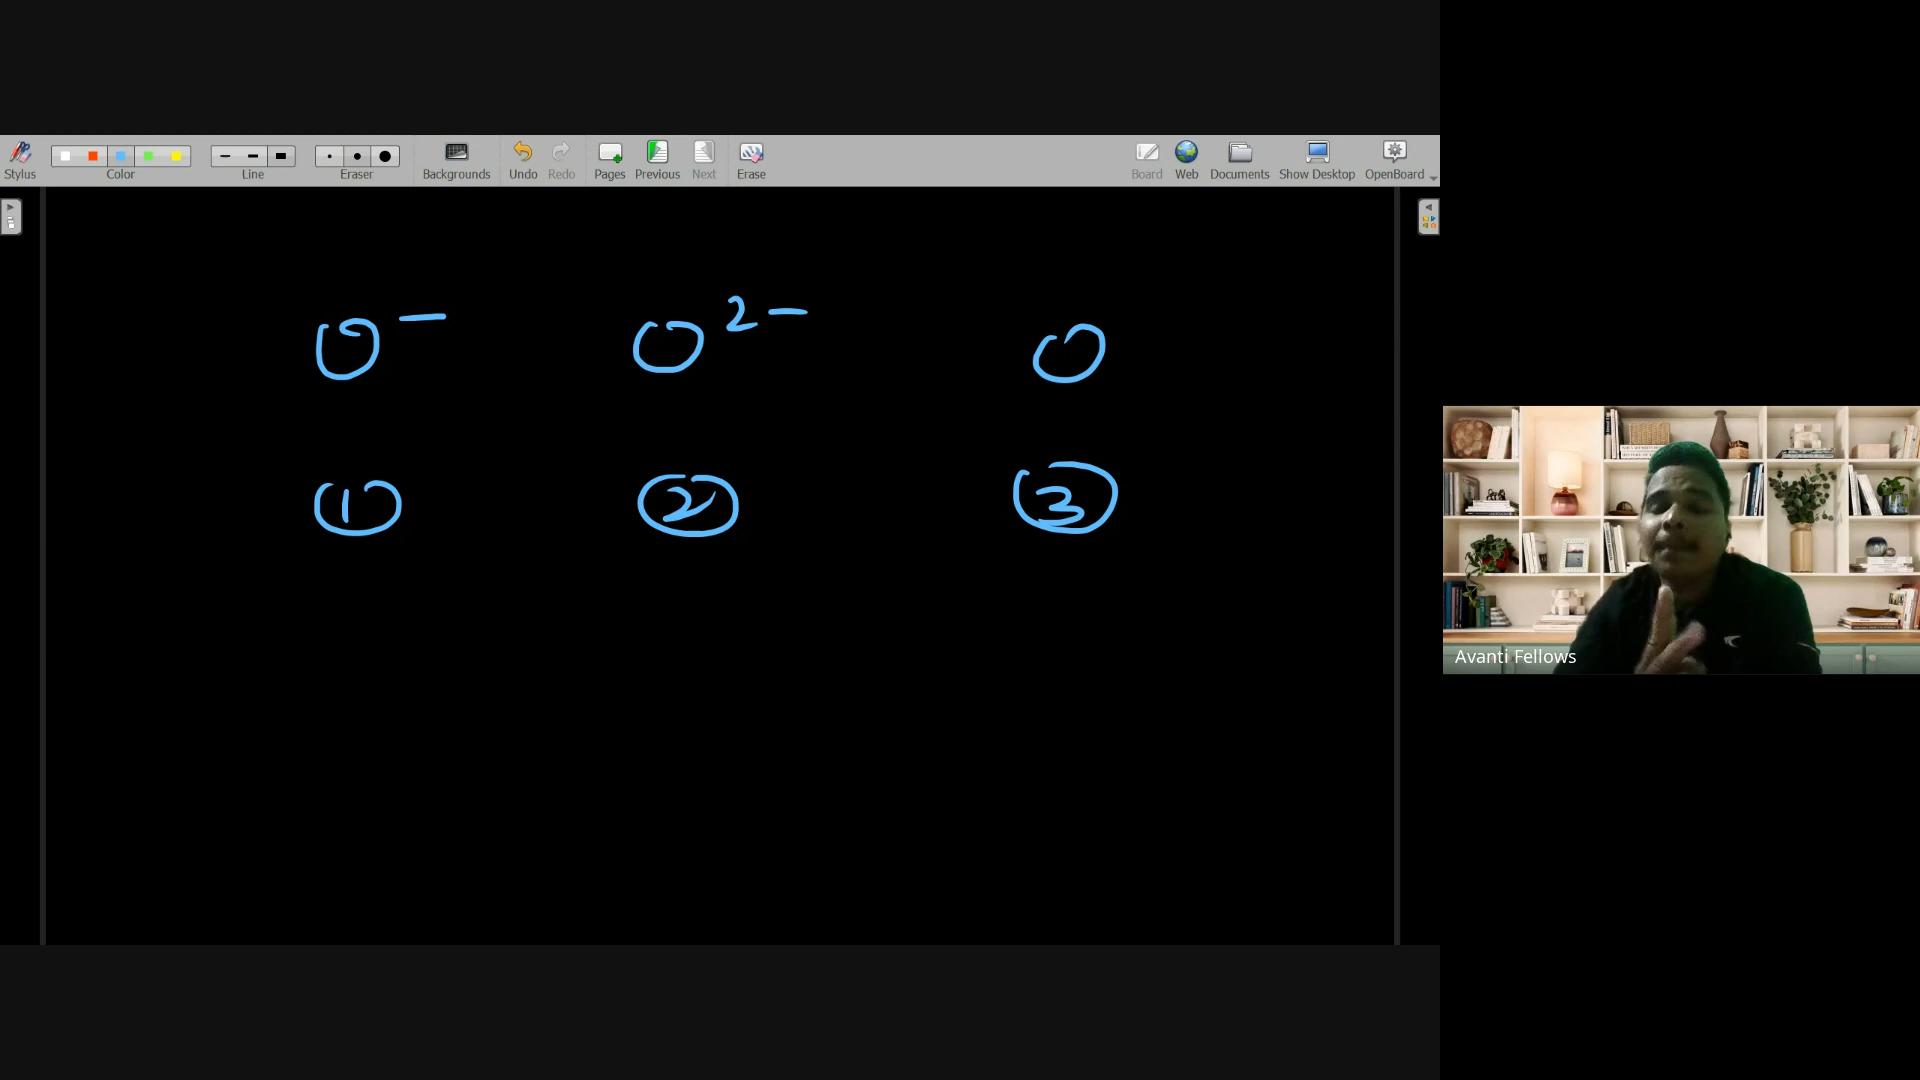 Stylus Color Line Eraser Backgrounds Undo Redo Pages Previous Next Erase Board Web Documents Show Desktop OpenBoard
O⁻ O²⁻ O
① ② ③
Avanti Fellows